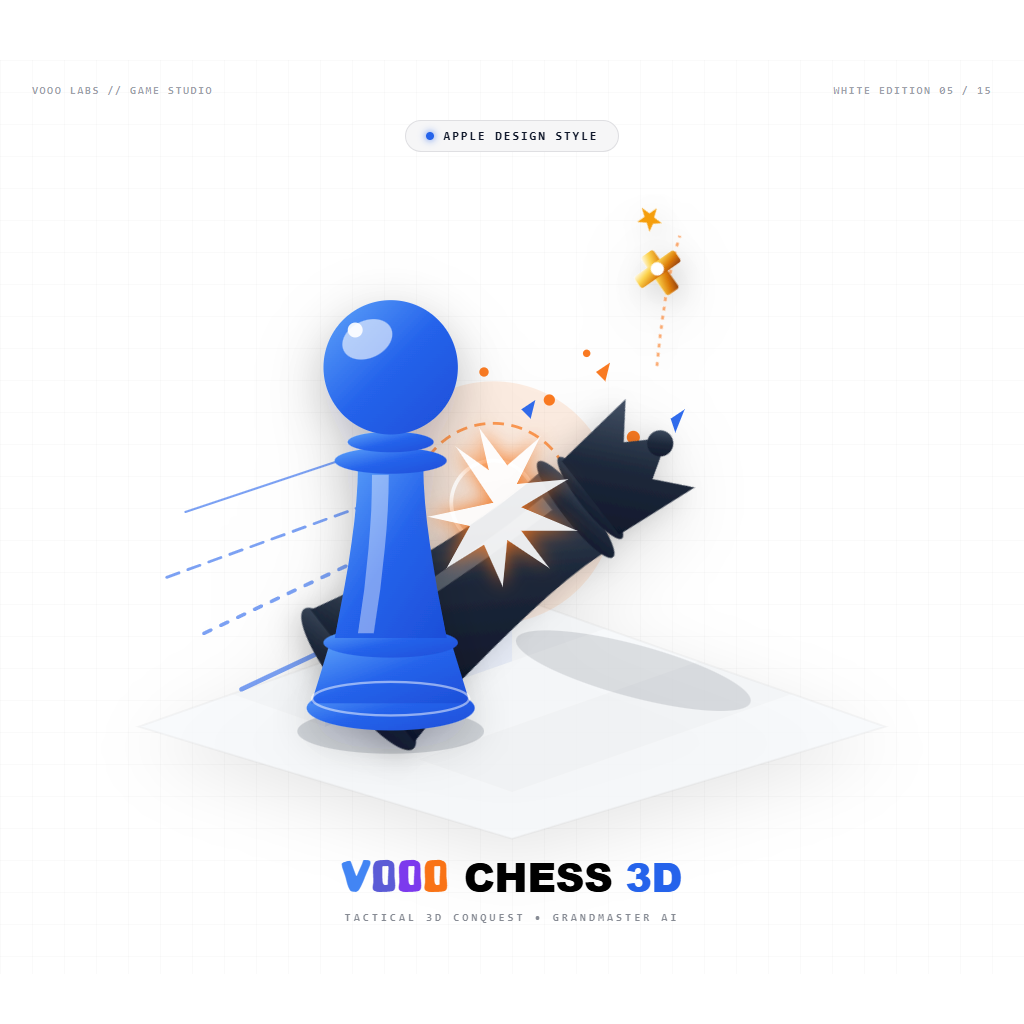 VOOO LABS // GAME STUDIO
WHITE EDITION 05 / 15
APPLE DESIGN STYLE
VOOO CHESS 3D
TACTICAL 3D CONQUEST • GRANDMASTER AI